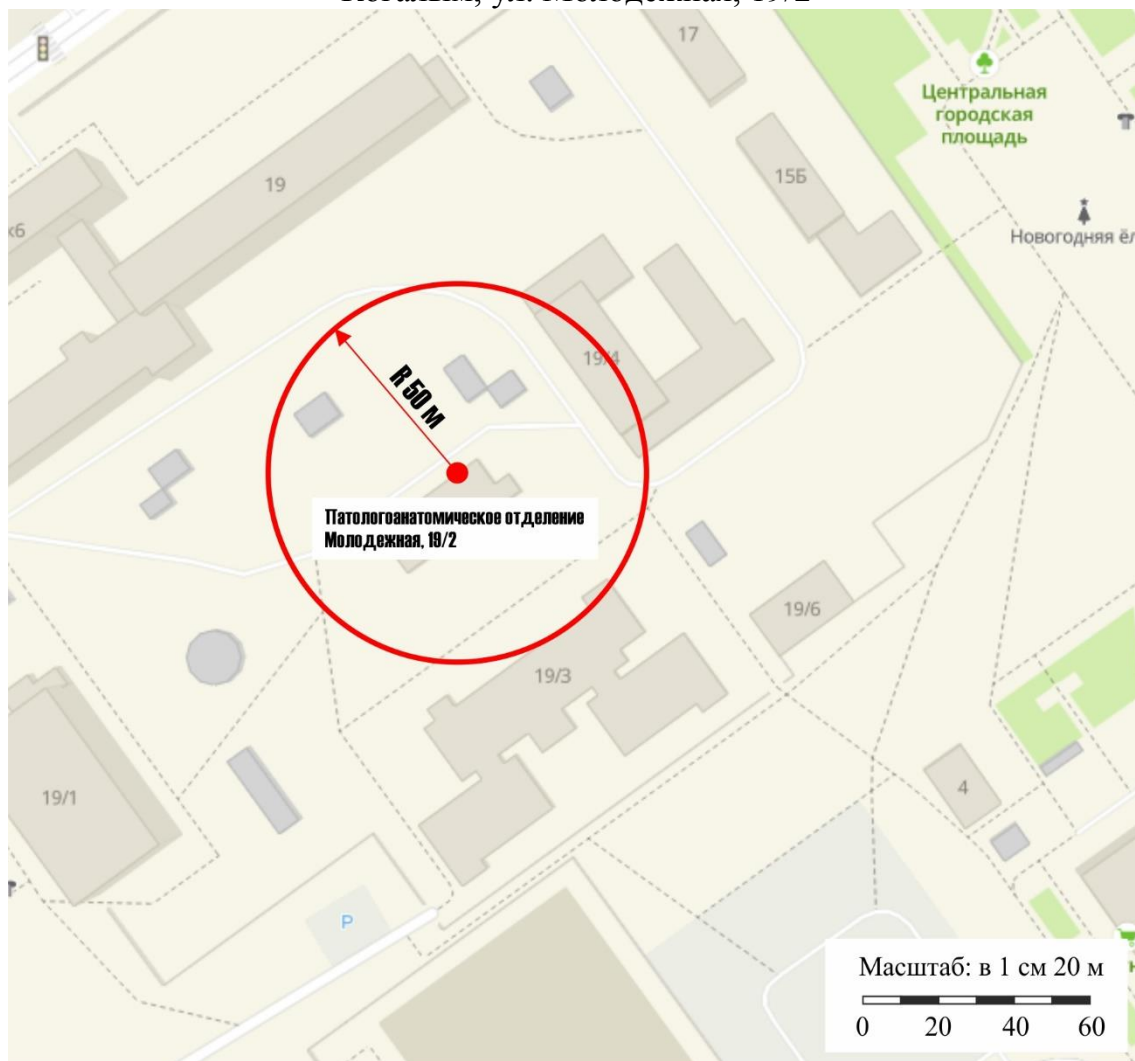 17
Центральная
городская
площадь
19
15Б
Новогодняя ёл
19/4
R 50 м
Патологоанатомическое отделение
Молодежная, 19/2
19/6
19/3
19/1
4
P
Масштаб: в 1 см 20 м
0 20 40 60